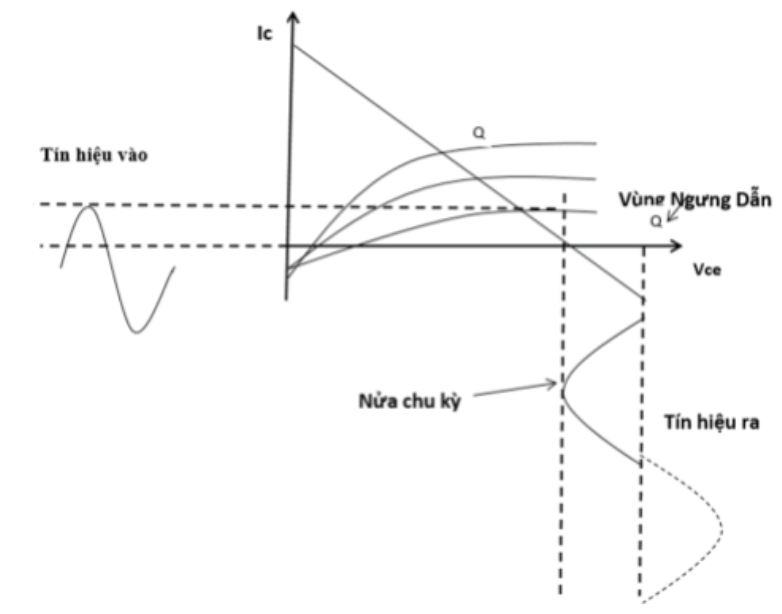 Ic
Q
Tín hiệu vào
Vùng Ngưng Dẫn
Q
Vce
Nửa chu kỳ
Tín hiệu ra